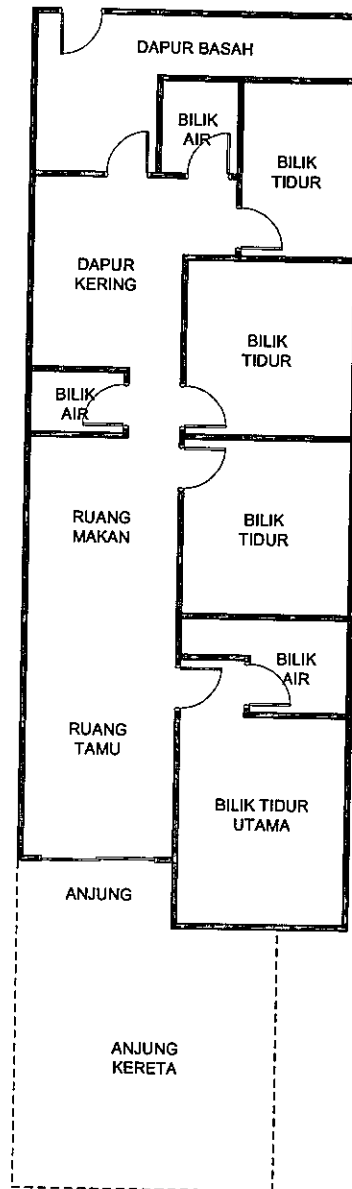 DAPUR BASAH
BILIK
AIR
BILIK
TIDUR
DAPUR
KERING
BILIK
TIDUR
BILIK
AIR
RUANG
MAKAN
BILIK
TIDUR
BILIK
AIR
RUANG
TAMU
BILIK TIDUR
UTAMA
ANJUNG
ANJUNG
KERETA